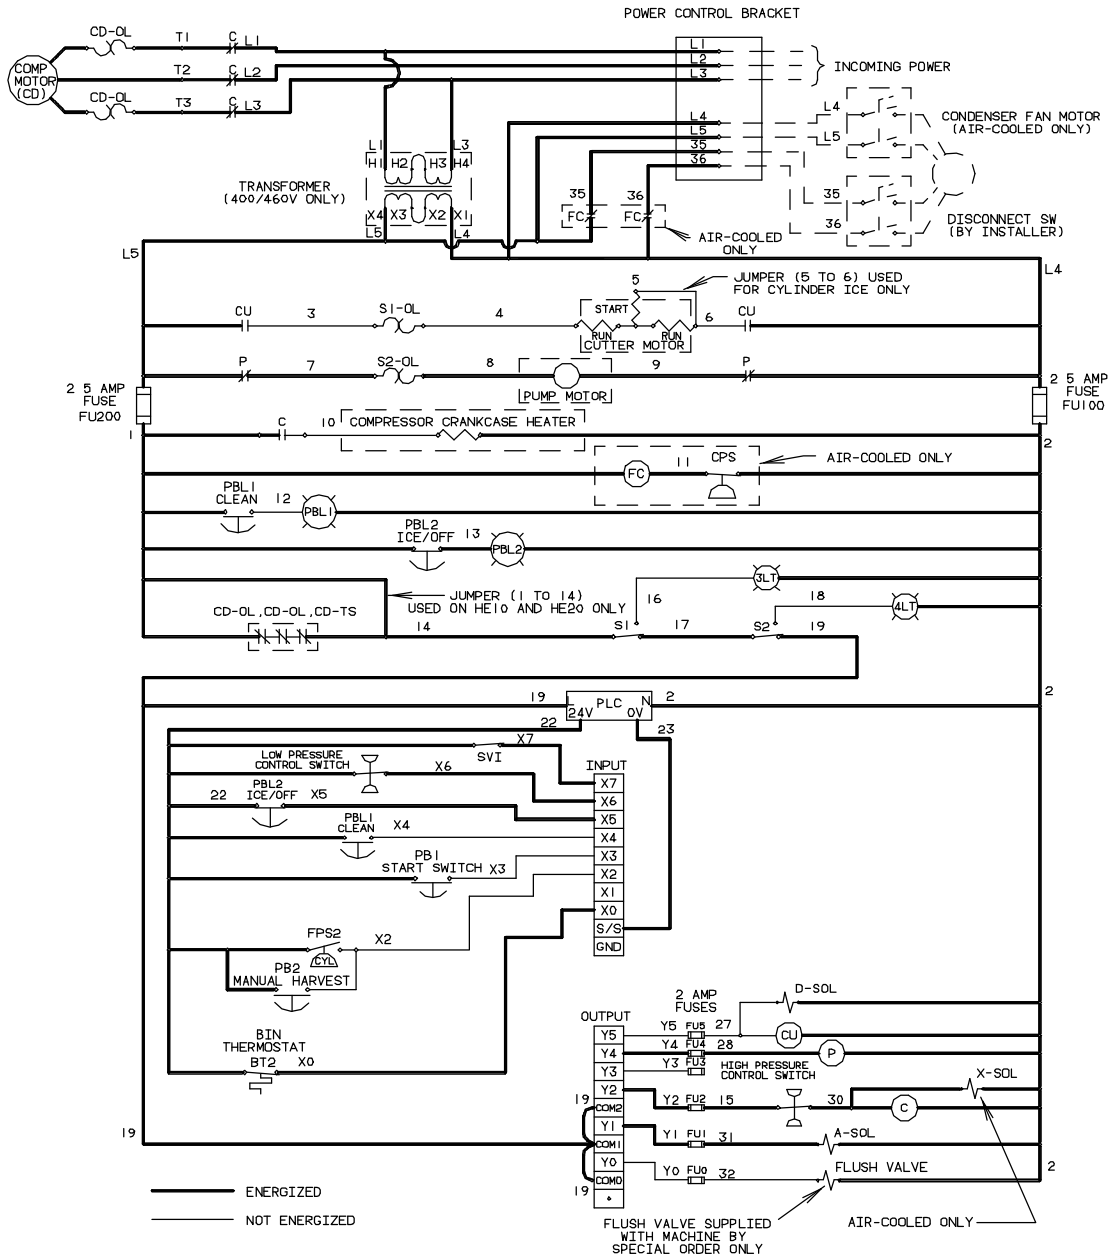 POWER CONTROL BRACKET
CD-OL
T1
C
L1
COMP
MOTOR
(CD)
T2
C
L2
CD-OL
T3
C
L3
L1
L2
L3
INCOMING POWER
L4
L5
35
36
L4
L5
CONDENSER FAN MOTOR
(AIR-COOLED ONLY)
35
36
DISCONNECT SW
(BY INSTALLER)
L1
L3
H1
H2
H3
H4
TRANSFORMER
(400/460V ONLY)
X4
X3
X2
X1
L5
L4
35
36
FC
FC
AIR-COOLED
ONLY
L5
L4
JUMPER (5 TO 6) USED
FOR CYLINDER ICE ONLY
CU
3
S1-OL
4
5
START
RUN
RUN
6
CU
CUTTER MOTOR
P
7
S2-OL
8
PUMP MOTOR
9
P
2 5 AMP
FUSE
FU200
2 5 AMP
FUSE
FU100
1
C
10
COMPRESSOR CRANKCASE HEATER
2
FC
11
CPS
AIR-COOLED ONLY
PBL1
CLEAN
12
PBL1
PBL2
ICE/OFF
13
PBL2
JUMPER (1 TO 14)
USED ON HE10 AND HE20 ONLY
3LT
16
18
4LT
CD-OL,CD-OL,CD-TS
14
S1
17
S2
19
19
L
PLC
N
2
2
24V
0V
22
23
X7
SV1
LOW PRESSURE
CONTROL SWITCH
X6
INPUT
X7
X6
X5
X4
X3
X2
X1
X0
S/S
GND
PBL2
ICE/OFF
22
X5
PBL1
CLEAN
X4
PB1
START SWITCH
X3
FPS2
CYL
X2
PB2
MANUAL HARVEST
BIN
THERMOSTAT
BT2
X0
D-SOL
2 AMP
FUSES
OUTPUT
Y5
Y4
Y3
Y2
COM2
Y1
COM1
Y0
COM0
Y5
FU5
27
CU
Y4
FU4
28
P
Y3
FU3
HIGH PRESSURE
CONTROL SWITCH
X-SOL
19
Y2
FU2
15
30
C
19
Y1
FU1
31
A-SOL
Y0
FU0
32
FLUSH VALVE
2
19
ENERGIZED
NOT ENERGIZED
FLUSH VALVE SUPPLIED
WITH MACHINE BY
SPECIAL ORDER ONLY
AIR-COOLED ONLY